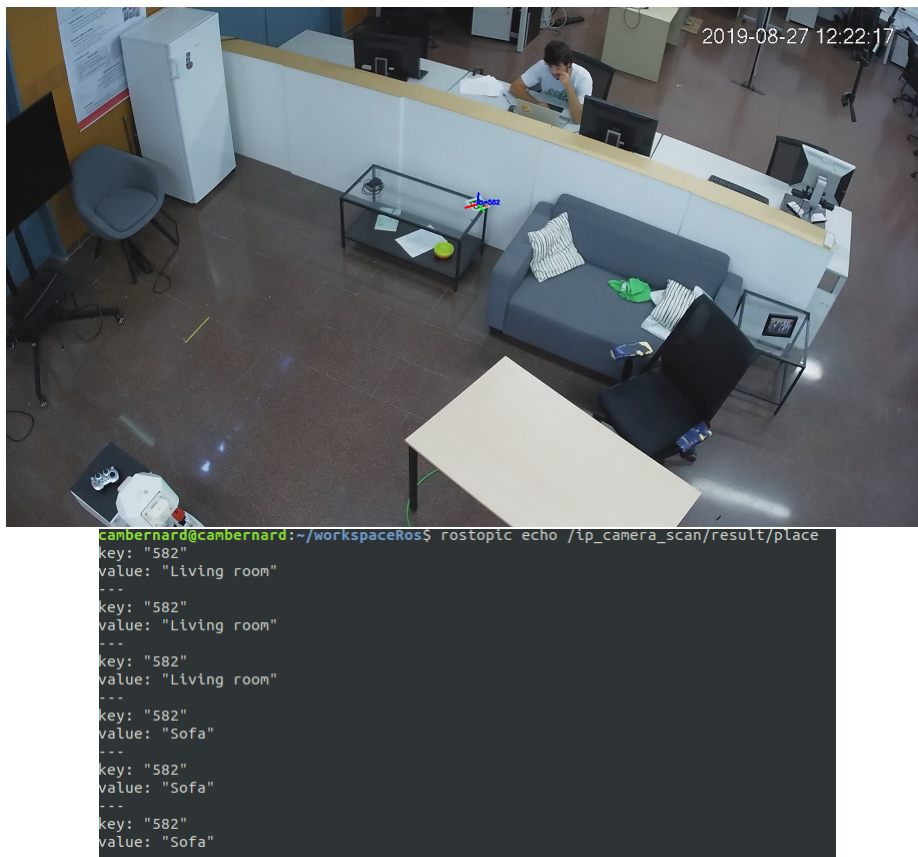 2019-08-27 12:22:17
id=582
cambernard@cambernard:~/workspaceRos$ rostopic echo /ip_camera_scan/result/place
key: "582"
value: "Living room"
---
key: "582"
value: "Living room"
---
key: "582"
value: "Living room"
---
key: "582"
value: "Sofa"
---
key: "582"
value: "Sofa"
---
key: "582"
value: "Sofa"